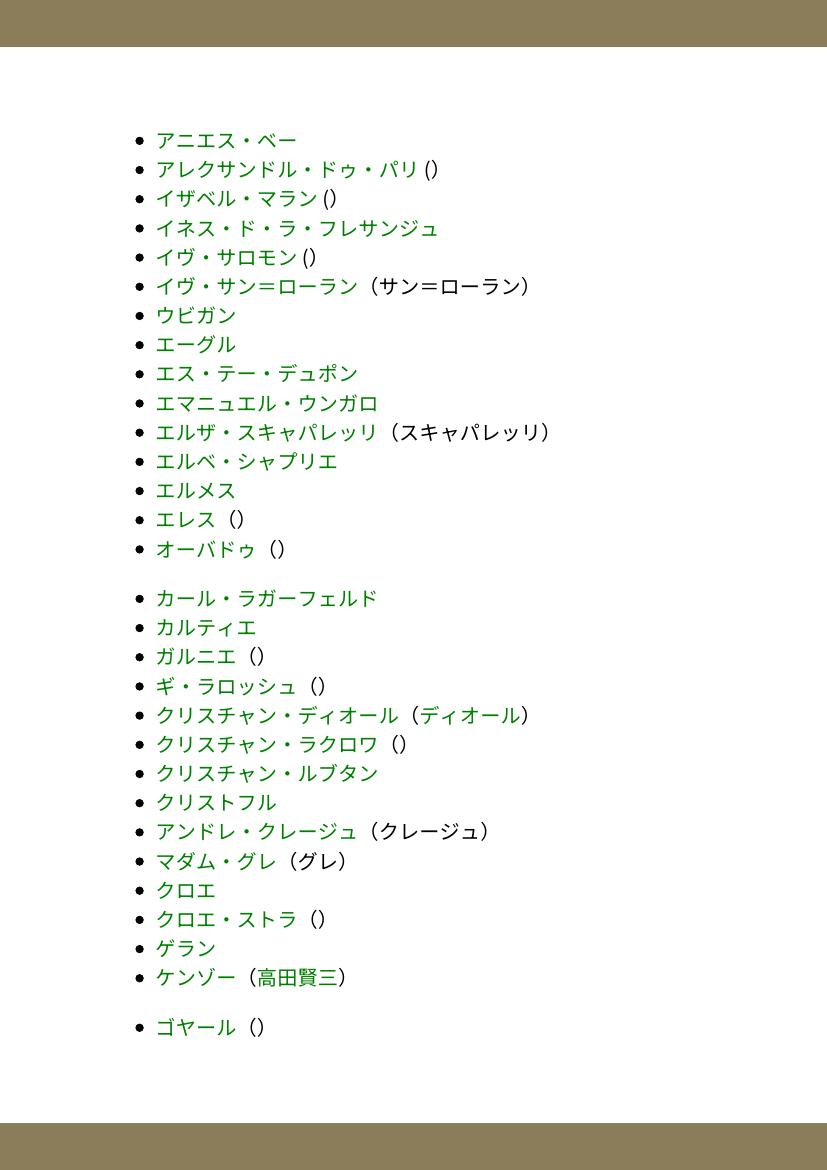 • アニエス・ベー
• アレクサンドル・ドゥ・パリ ()
• イザベル・マラン ()
• イネス・ド・ラ・フレサンジュ
• イヴ・サロモン ()
• イヴ・サン＝ローラン（サン＝ローラン）
• ウビガン
• エーグル
• エス・テー・デュポン
• エマニュエル・ウンガロ
• エルザ・スキャパレッリ（スキャパレッリ）
• エルベ・シャプリエ
• エルメス
• エレス（）
• オーバドゥ（）
• カール・ラガーフェルド
• カルティエ
• ガルニエ（）
• ギ・ラロッシュ（）
• クリスチャン・ディオール（ディオール）
• クリスチャン・ラクロワ（）
• クリスチャン・ルブタン
• クリストフル
• アンドレ・クレージュ（クレージュ）
• マダム・グレ（グレ）
• クロエ
• クロエ・ストラ（）
• ゲラン
• ケンゾー（高田賢三）
• ゴヤール（）